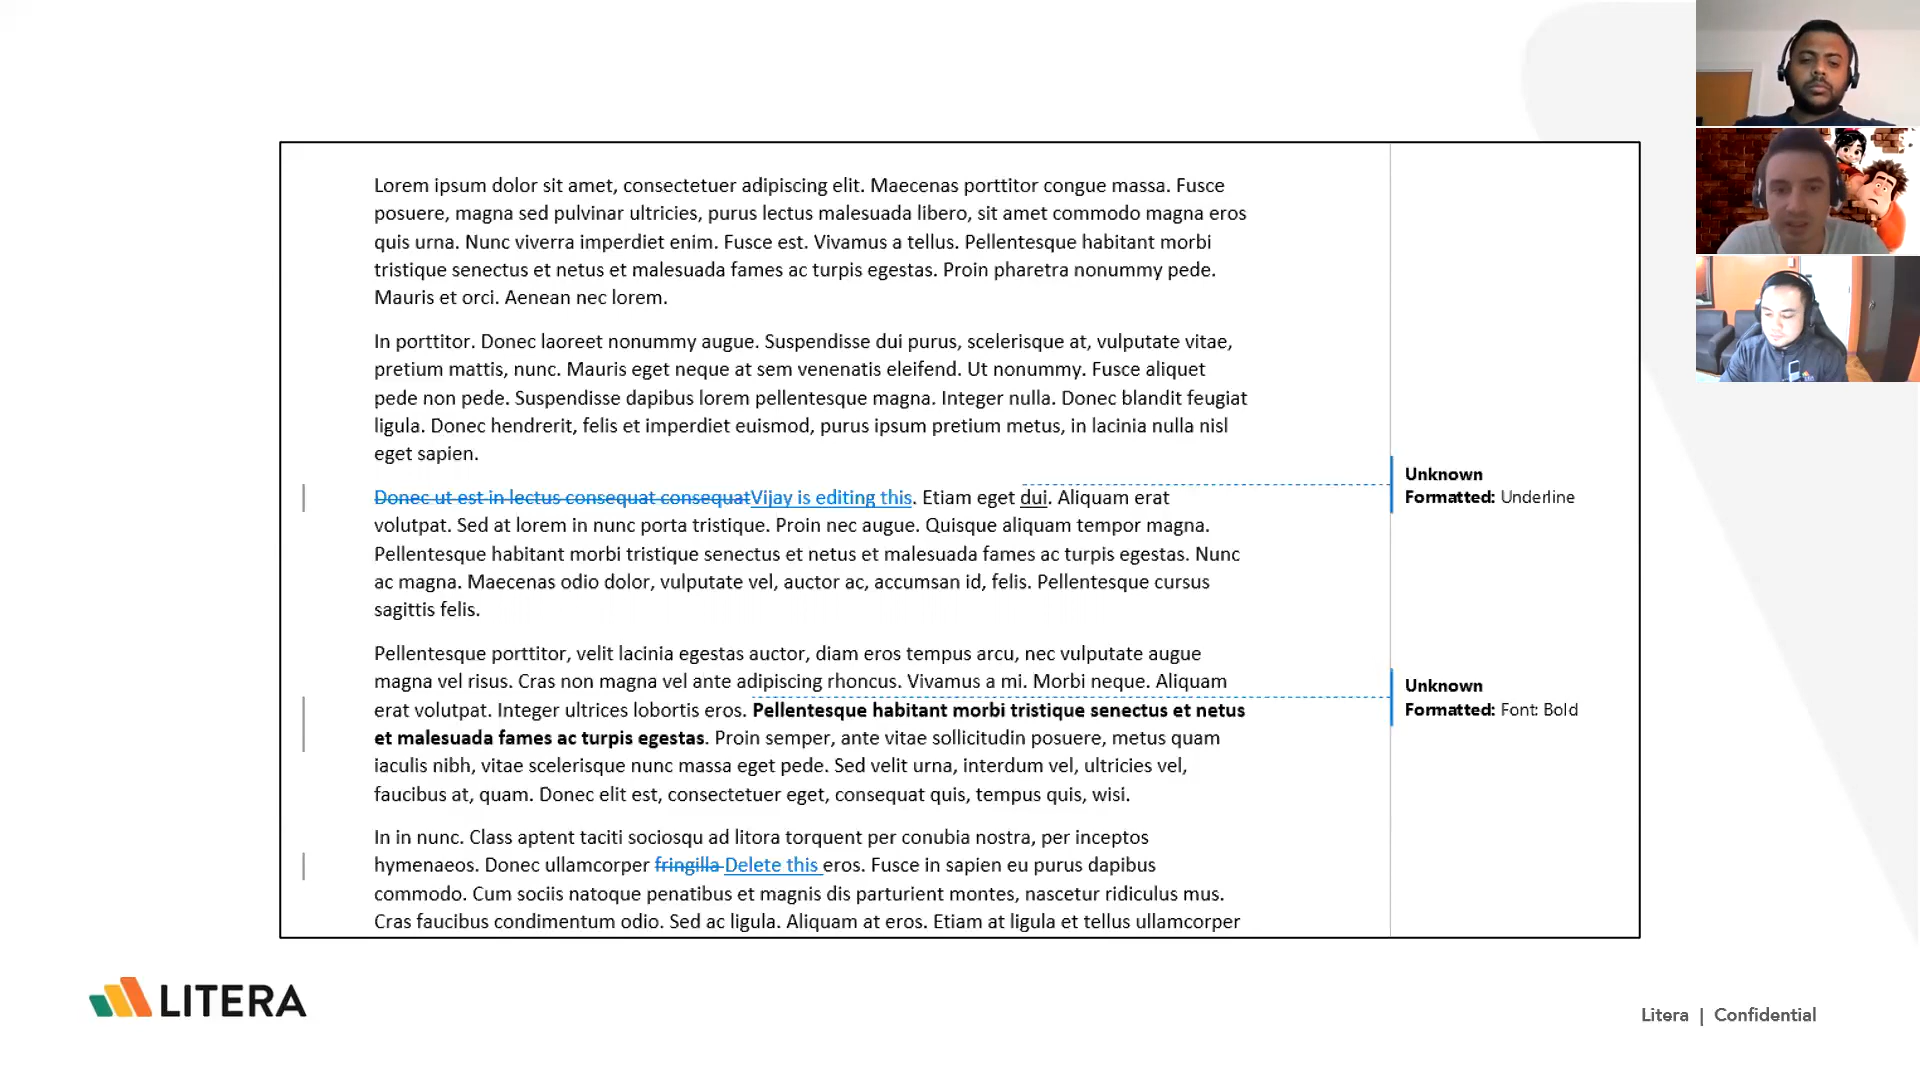 Lorem ipsum dolor sit amet, consectetuer adipiscing elit. Maecenas porttitor congue massa. Fusce
posuere, magna sed pulvinar ultricies, purus lectus malesuada libero, sit amet commodo magna eros
quis urna. Nunc viverra imperdiet enim. Fusce est. Vivamus a tellus. Pellentesque habitant morbi
tristique senectus et netus et malesuada fames ac turpis egestas. Proin pharetra nonummy pede.
Mauris et orci. Aenean nec lorem.
In porttitor. Donec laoreet nonummy augue. Suspendisse dui purus, scelerisque at, vulputate vitae,
pretium mattis, nunc. Mauris eget neque at sem venenatis eleifend. Ut nonummy. Fusce aliquet
pede non pede. Suspendisse dapibus lorem pellentesque magna. Integer nulla. Donec blandit feugiat
ligula. Donec hendrerit, felis et imperdiet euismod, purus ipsum pretium metus, in lacinia nulla nisl
eget sapien.
Donec ut est in lectus consequat consequatVijay is editing this. Etiam eget dui. Aliquam erat
volutpat. Sed at lorem in nunc porta tristique. Proin nec augue. Quisque aliquam tempor magna.
Pellentesque habitant morbi tristique senectus et netus et malesuada fames ac turpis egestas. Nunc
ac magna. Maecenas odio dolor, vulputate vel, auctor ac, accumsan id, felis. Pellentesque cursus
sagittis felis.
Unknown
Formatted: Underline
Pellentesque porttitor, velit lacinia egestas auctor, diam eros tempus arcu, nec vulputate augue
magna vel risus. Cras non magna vel ante adipiscing rhoncus. Vivamus a mi. Morbi neque. Aliquam
erat volutpat. Integer ultrices lobortis eros. Pellentesque habitant morbi tristique senectus et netus
et malesuada fames ac turpis egestas. Proin semper, ante vitae sollicitudin posuere, metus quam
iaculis nibh, vitae scelerisque nunc massa eget pede. Sed velit urna, interdum vel, ultricies vel,
faucibus at, quam. Donec elit est, consectetuer eget, consequat quis, tempus quis, wisi.
Unknown
Formatted: Font: Bold
In in nunc. Class aptent taciti sociosqu ad litora torquent per conubia nostra, per inceptos
hymenaeos. Donec ullamcorper fringilla Delete this eros. Fusce in sapien eu purus dapibus
commodo. Cum sociis natoque penatibus et magnis dis parturient montes, nascetur ridiculus mus.
Cras faucibus condimentum odio. Sed ac ligula. Aliquam at eros. Etiam at ligula et tellus ullamcorper
LITERA
Litera | Confidential